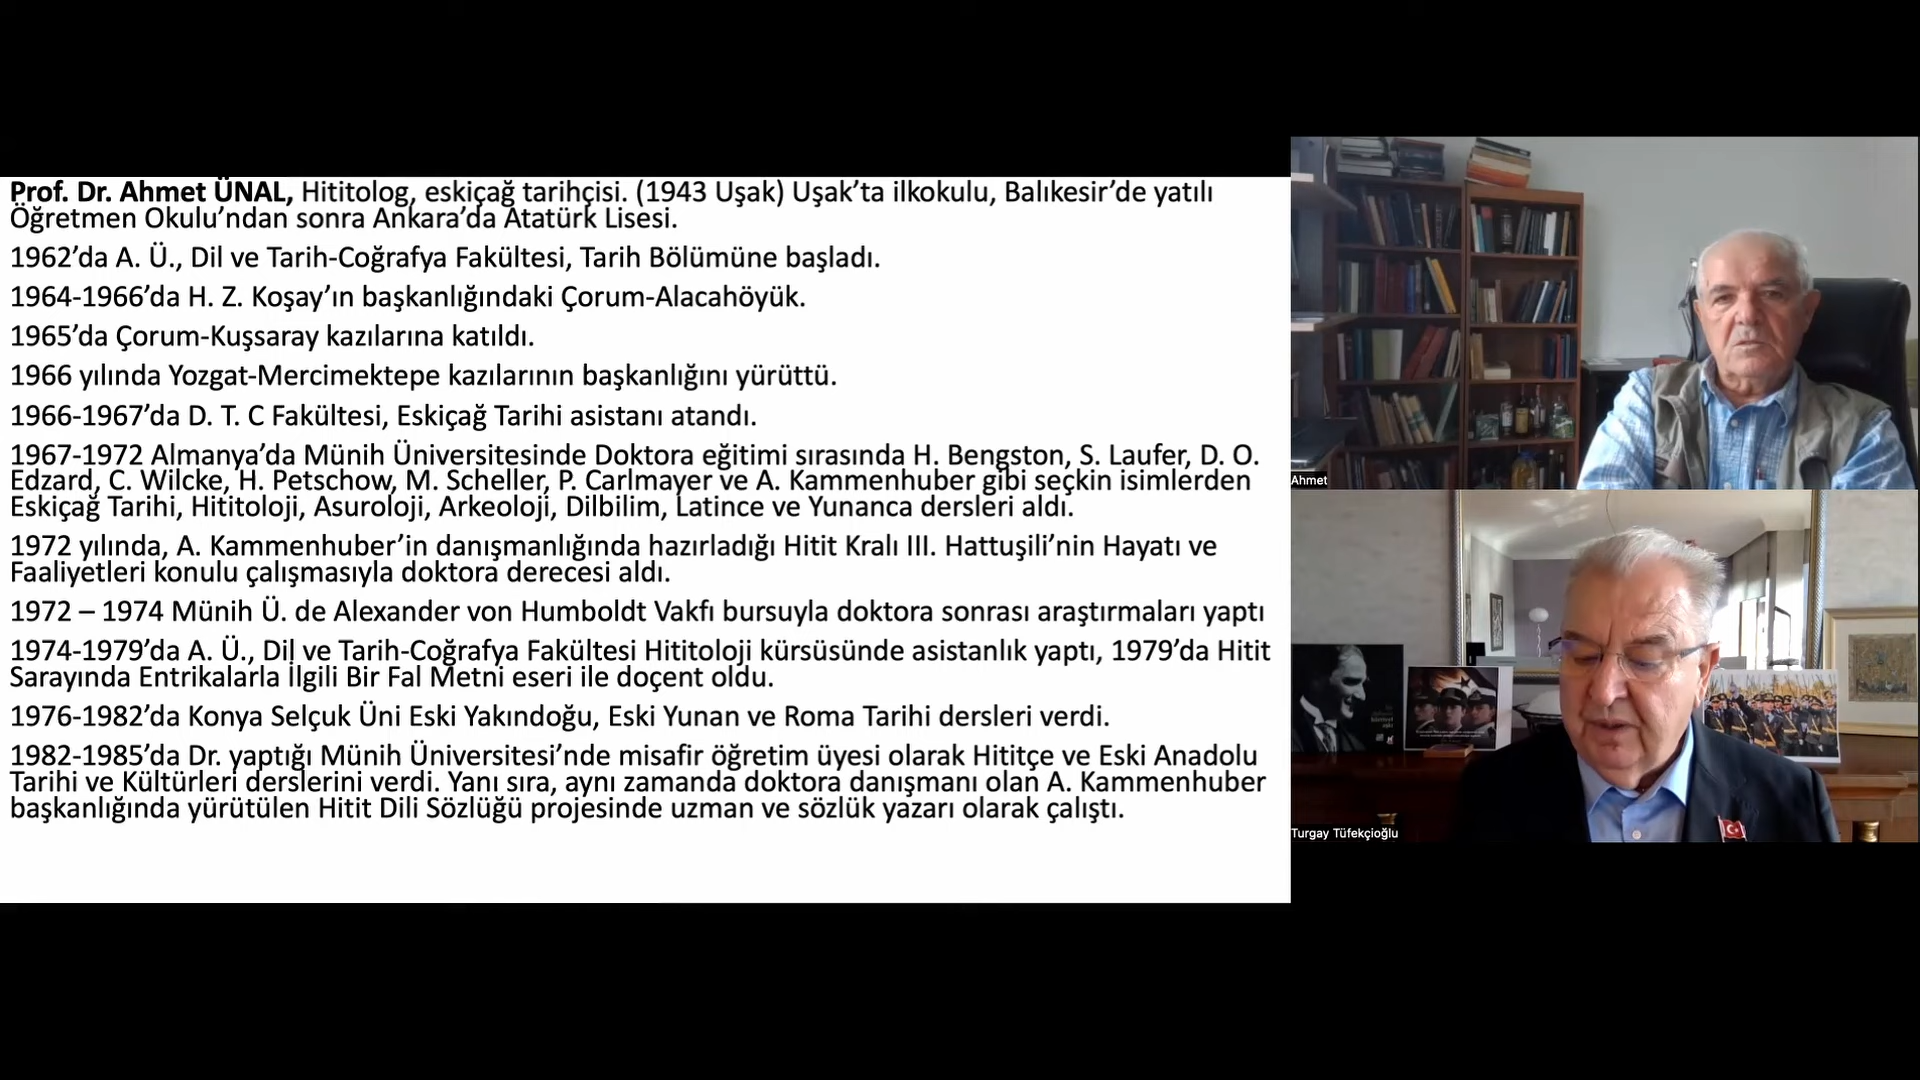 Prof. Dr. Ahmet ÜNAL, Hititolog, eskiçağ tarihçisi. (1943 Uşak) Uşak’ta ilkokulu, Balıkesir’de yatılı
Öğretmen Okulu’ndan sonra Ankara’da Atatürk Lisesi.
1962’da A. Ü., Dil ve Tarih-Coğrafya Fakültesi, Tarih Bölümüne başladı.
1964-1966’da H. Z. Koşay’ın başkanlığındaki Çorum-Alacahöyük.
1965’da Çorum-Kuşsaray kazılarına katıldı.
1966 yılında Yozgat-Mercimektepe kazılarının başkanlığını yürüttü.
1966-1967’da D. T. C Fakültesi, Eskiçağ Tarihi asistanı atandı.
1967-1972 Almanya’da Münih Üniversitesinde Doktora eğitimi sırasında H. Bengston, S. Laufer, D. O.
Edzard, C. Wilcke, H. Petschow, M. Scheller, P. Carlmayer ve A. Kammenhuber gibi seçkin isimlerden
Eskiçağ Tarihi, Hititoloji, Asuroloji, Arkeoloji, Dilbilim, Latince ve Yunanca dersleri aldı.
1972 yılında, A. Kammenhuber’in danışmanlığında hazırladığı Hitit Kralı III. Hattuşili’nin Hayatı ve
Faaliyetleri konulu çalışmasıyla doktora derecesi aldı.
1972 – 1974 Münih Ü. de Alexander von Humboldt Vakfı bursuyla doktora sonrası araştırmaları yaptı
1974-1979’da A. Ü., Dil ve Tarih-Coğrafya Fakültesi Hititoloji kürsüsünde asistanlık yaptı, 1979’da Hitit
Sarayında Entrikalarla İlgili Bir Fal Metni eseri ile doçent oldu.
1976-1982’da Konya Selçuk Üni Eski Yakındoğu, Eski Yunan ve Roma Tarihi dersleri verdi.
1982-1985’da Dr. yaptığı Münih Üniversitesi’nde misafir öğretim üyesi olarak Hititçe ve Eski Anadolu
Tarihi ve Kültürleri derslerini verdi. Yanı sıra, aynı zamanda doktora danışmanı olan A. Kammenhuber
başkanlığında yürütülen Hitit Dili Sözlüğü projesinde uzman ve sözlük yazarı olarak çalıştı.
Ahmet
Turgay Tüfekçioğlu